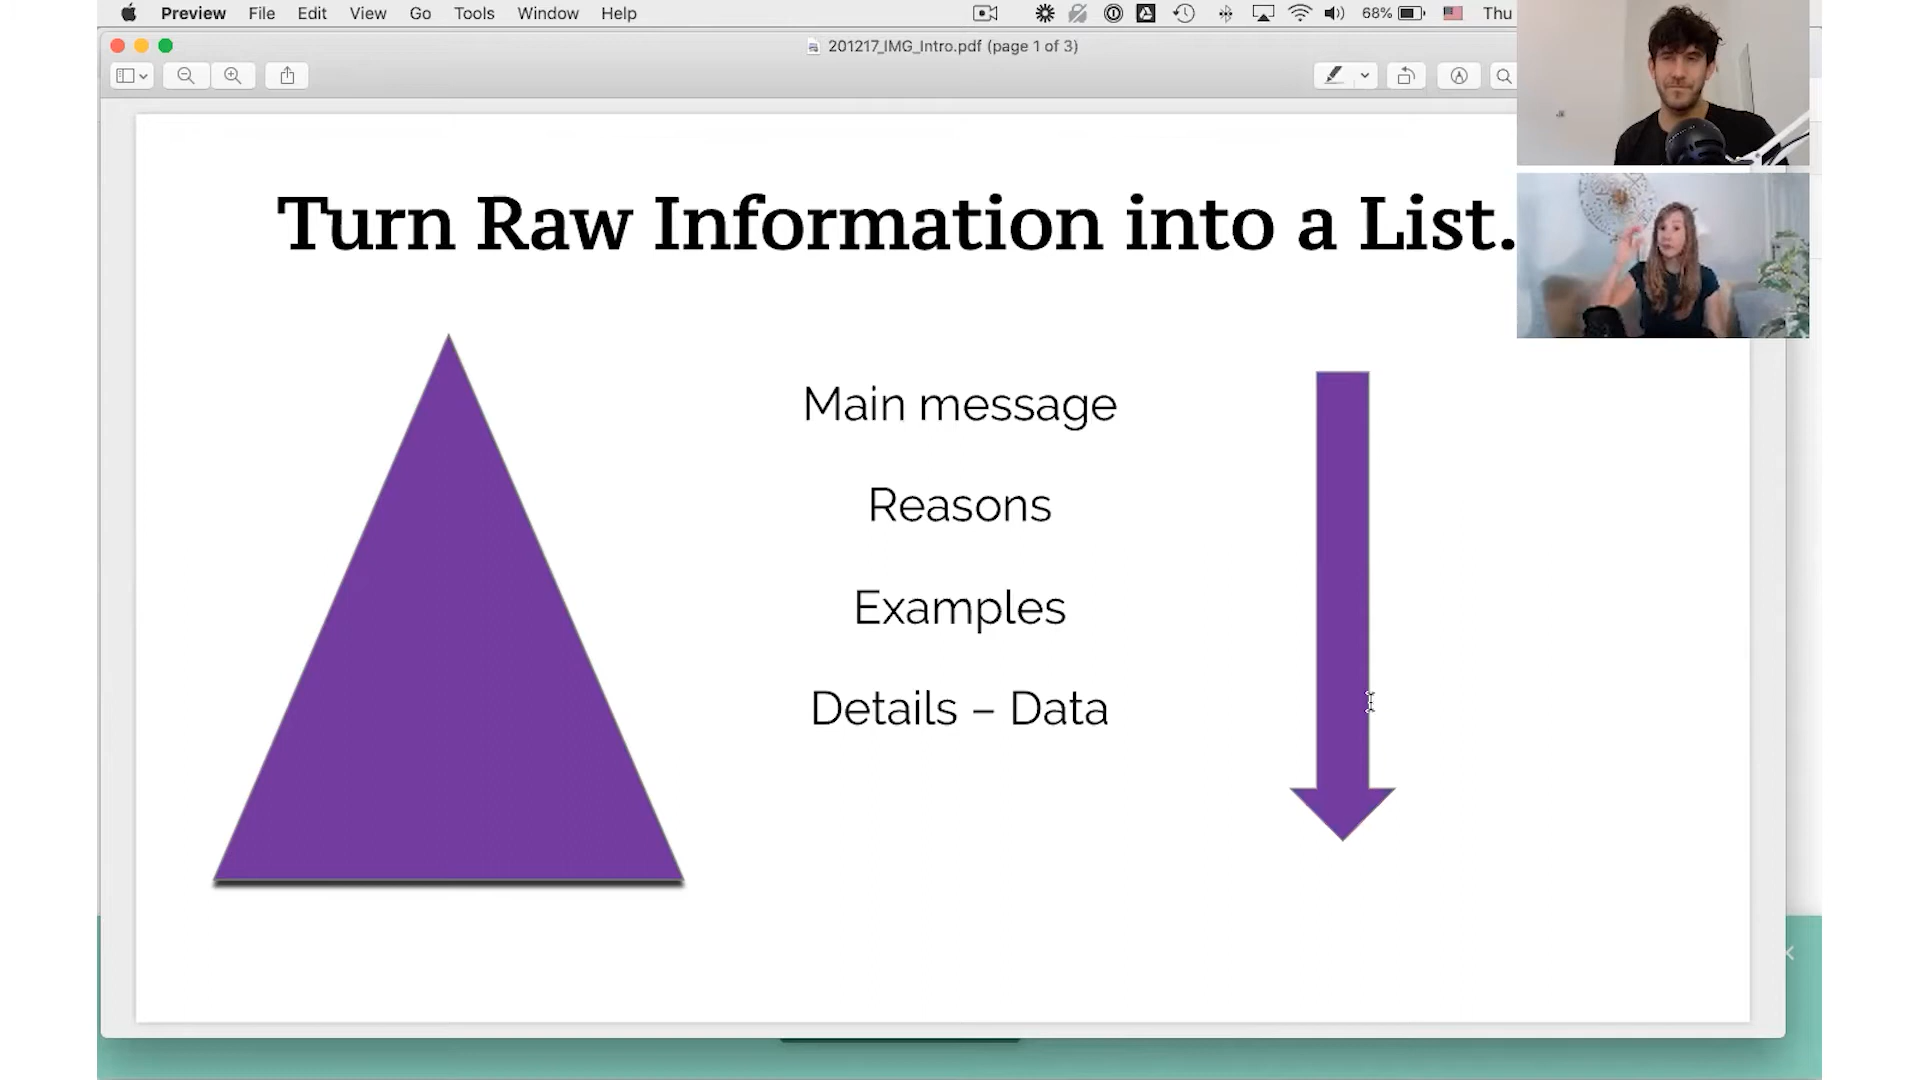 Preview File Edit View Go Tools Window Help 68% Thu
201217_IMG_Intro.pdf (page 1 of 3)
Turn Raw Information into a List.
Main message
Reasons
Examples
Details – Data